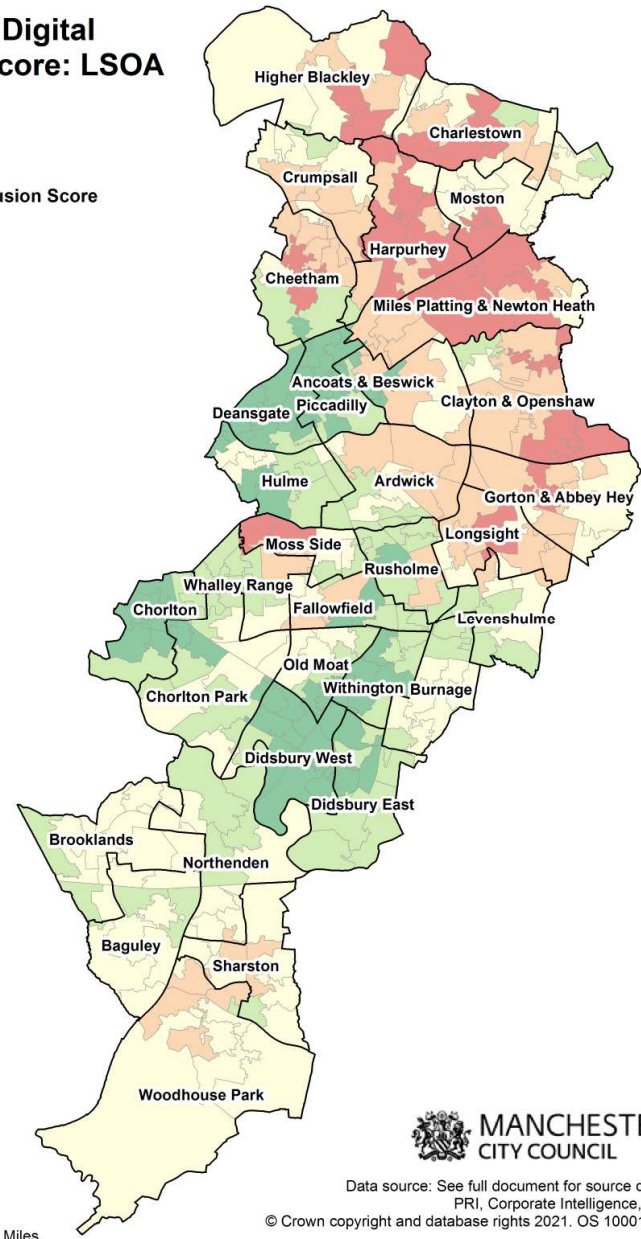 Digital
core: LSOA
usion Score
Higher Blackley
Charlestown
Crumpsall
Moston
Harpurhey
Cheetham
Miles Platting & Newton Heath
Ancoats & Beswick
Clayton & Openshaw
Piccadilly
Deansgate
Hulme
Ardwick
Gorton & Abbey Hey
Longsight
Moss Side
Rusholme
Whalley Range
Chorlton
Fallowfield
Levenshulme
Old Moat
Withington
Burnage
Chorlton Park
Didsbury West
Didsbury East
Brooklands
Northenden
Baguley
Sharston
Woodhouse Park
MANCHESTE
CITY COUNCIL
Data source: See full document for source d
PRI, Corporate Intelligence,
© Crown copyright and database rights 2021. OS 10001
Miles